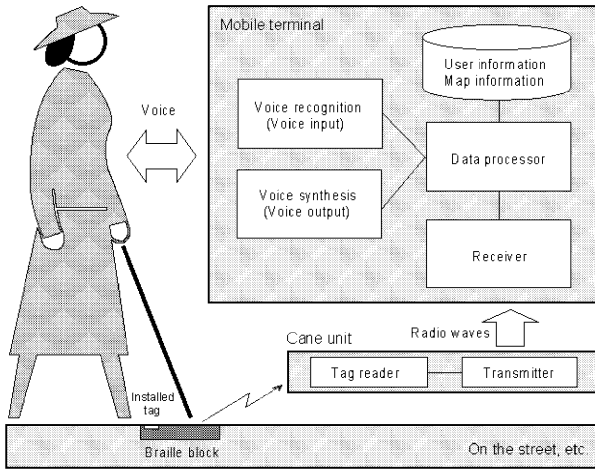 Mobile terminal
User information
Map information
Voice
Voice recognition
(Voice input)
Data processor
Voice synthesis
(Voice output)
Receiver
Radio waves
Cane unit
Tag reader
Transmitter
Installed
tag
Braille block
On the street, etc.